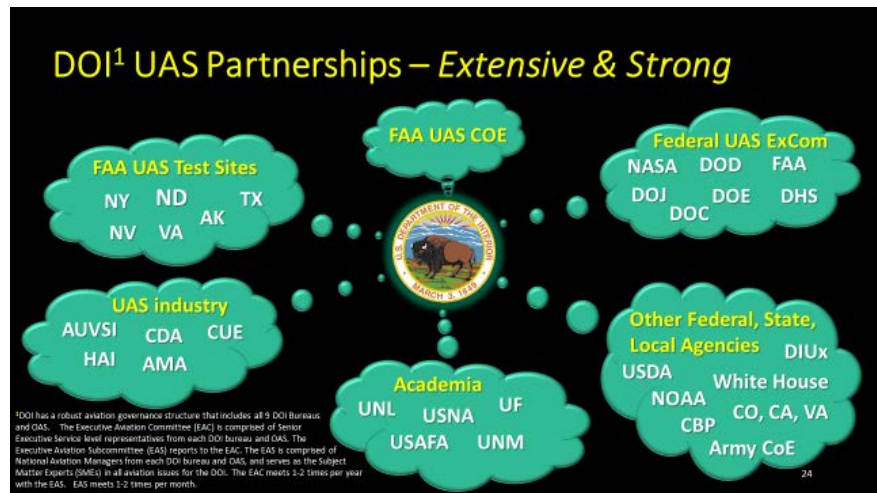 DOI¹ UAS Partnerships – Extensive & Strong
FAA UAS COE
FAA UAS Test Sites
NY ND TX
NV VA AK
Federal UAS ExCom
NASA DOD FAA
DOJ DOE DHS
DOC
U.S. DEPARTMENT OF THE INTERIOR
MARCH 3, 1849
UAS industry
AUVSI CDA CUE
HAI AMA
Other Federal, State,
Local Agencies DIUx
USDA
White House
NOAA
CBP CO, CA, VA
Army CoE
Academia
UNL USNA UF
USAFA UNM
¹DOI has a robust aviation governance structure that includes all 9 DOI Bureaus
and OAS. The Executive Aviation Committee (EAC) is comprised of Senior
Executive Service level representatives from each DOI bureau and OAS. The
Executive Aviation Subcommittee (EAS) reports to the EAC. The EAS is comprised of
National Aviation Managers from each DOI bureau and OAS, and serves as the Subject
Matter Experts (SMEs) in all aviation issues for the DOI. The EAC meets 1-2 times per year
with the EAS. EAS meets 1-2 times per month.
24